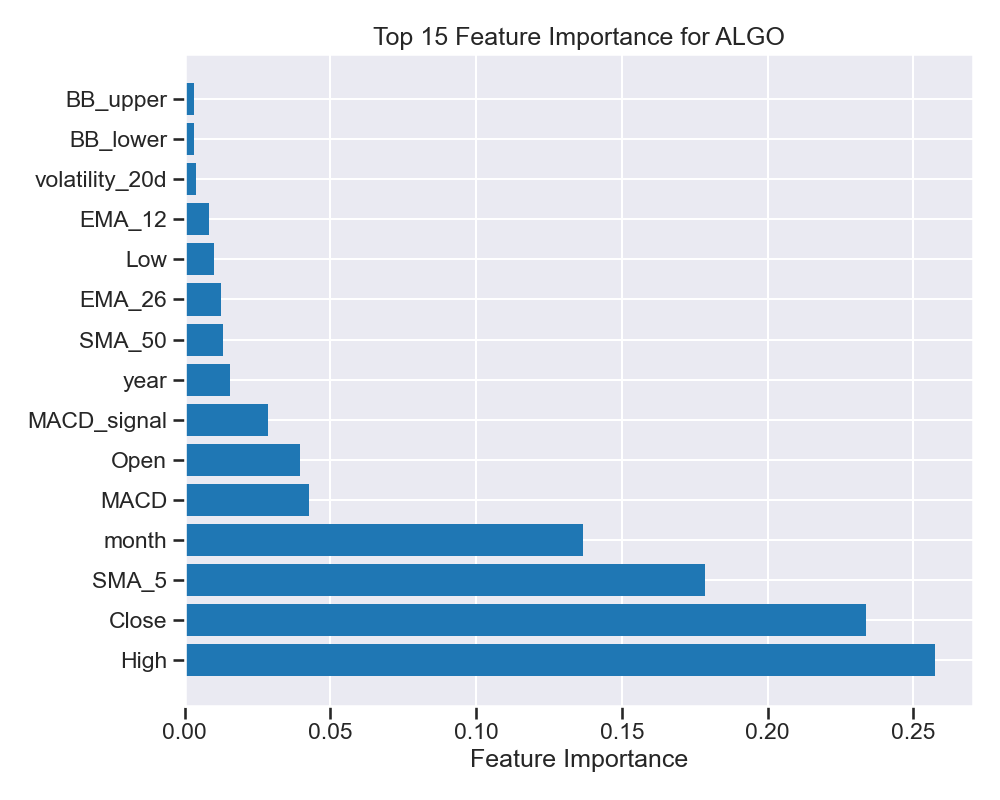 Top 15 Feature Importance for ALGO
BB_upper
BB_lower
volatility_20d
EMA_12
Low
EMA_26
SMA_50
year
MACD_signal
Open
MACD
month
SMA_5
Close
High
0.00 0.05 0.10 0.15 0.20 0.25
Feature Importance